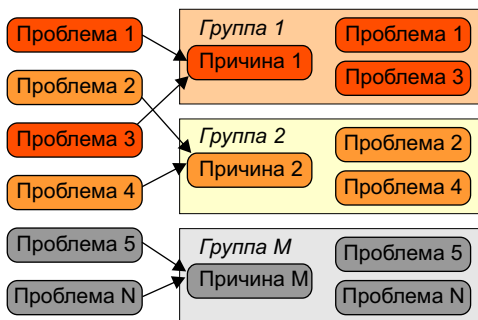 Проблема 1
Проблема 2
Проблема 3
Проблема 4
Проблема 5
Проблема N
Группа 1
Причина 1
Проблема 1
Проблема 3
Группа 2
Причина 2
Проблема 2
Проблема 4
Группа M
Причина M
Проблема 5
Проблема N